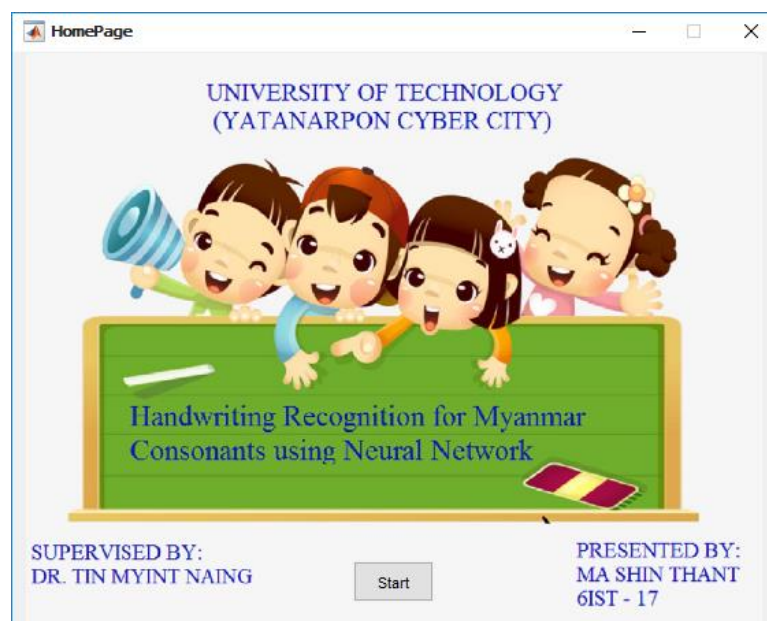 HomePage
UNIVERSITY OF TECHNOLOGY
(YATANARPON CYBER CITY)
Handwriting Recognition for Myanmar
Consonants using Neural Network
SUPERVISED BY:
DR. TIN MYINT NAING
Start
PRESENTED BY:
MA SHIN THANT
6IST - 17